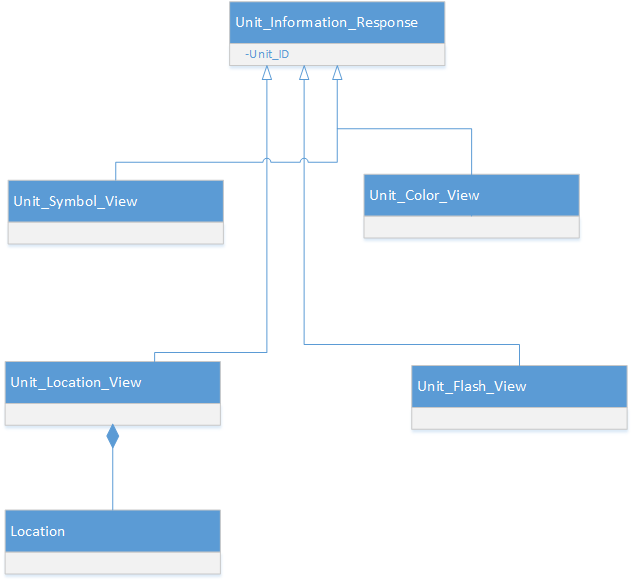 Unit_Information_Response
-Unit_ID
Unit_Symbol_View
Unit_Color_View
Unit_Location_View
Unit_Flash_View
Location